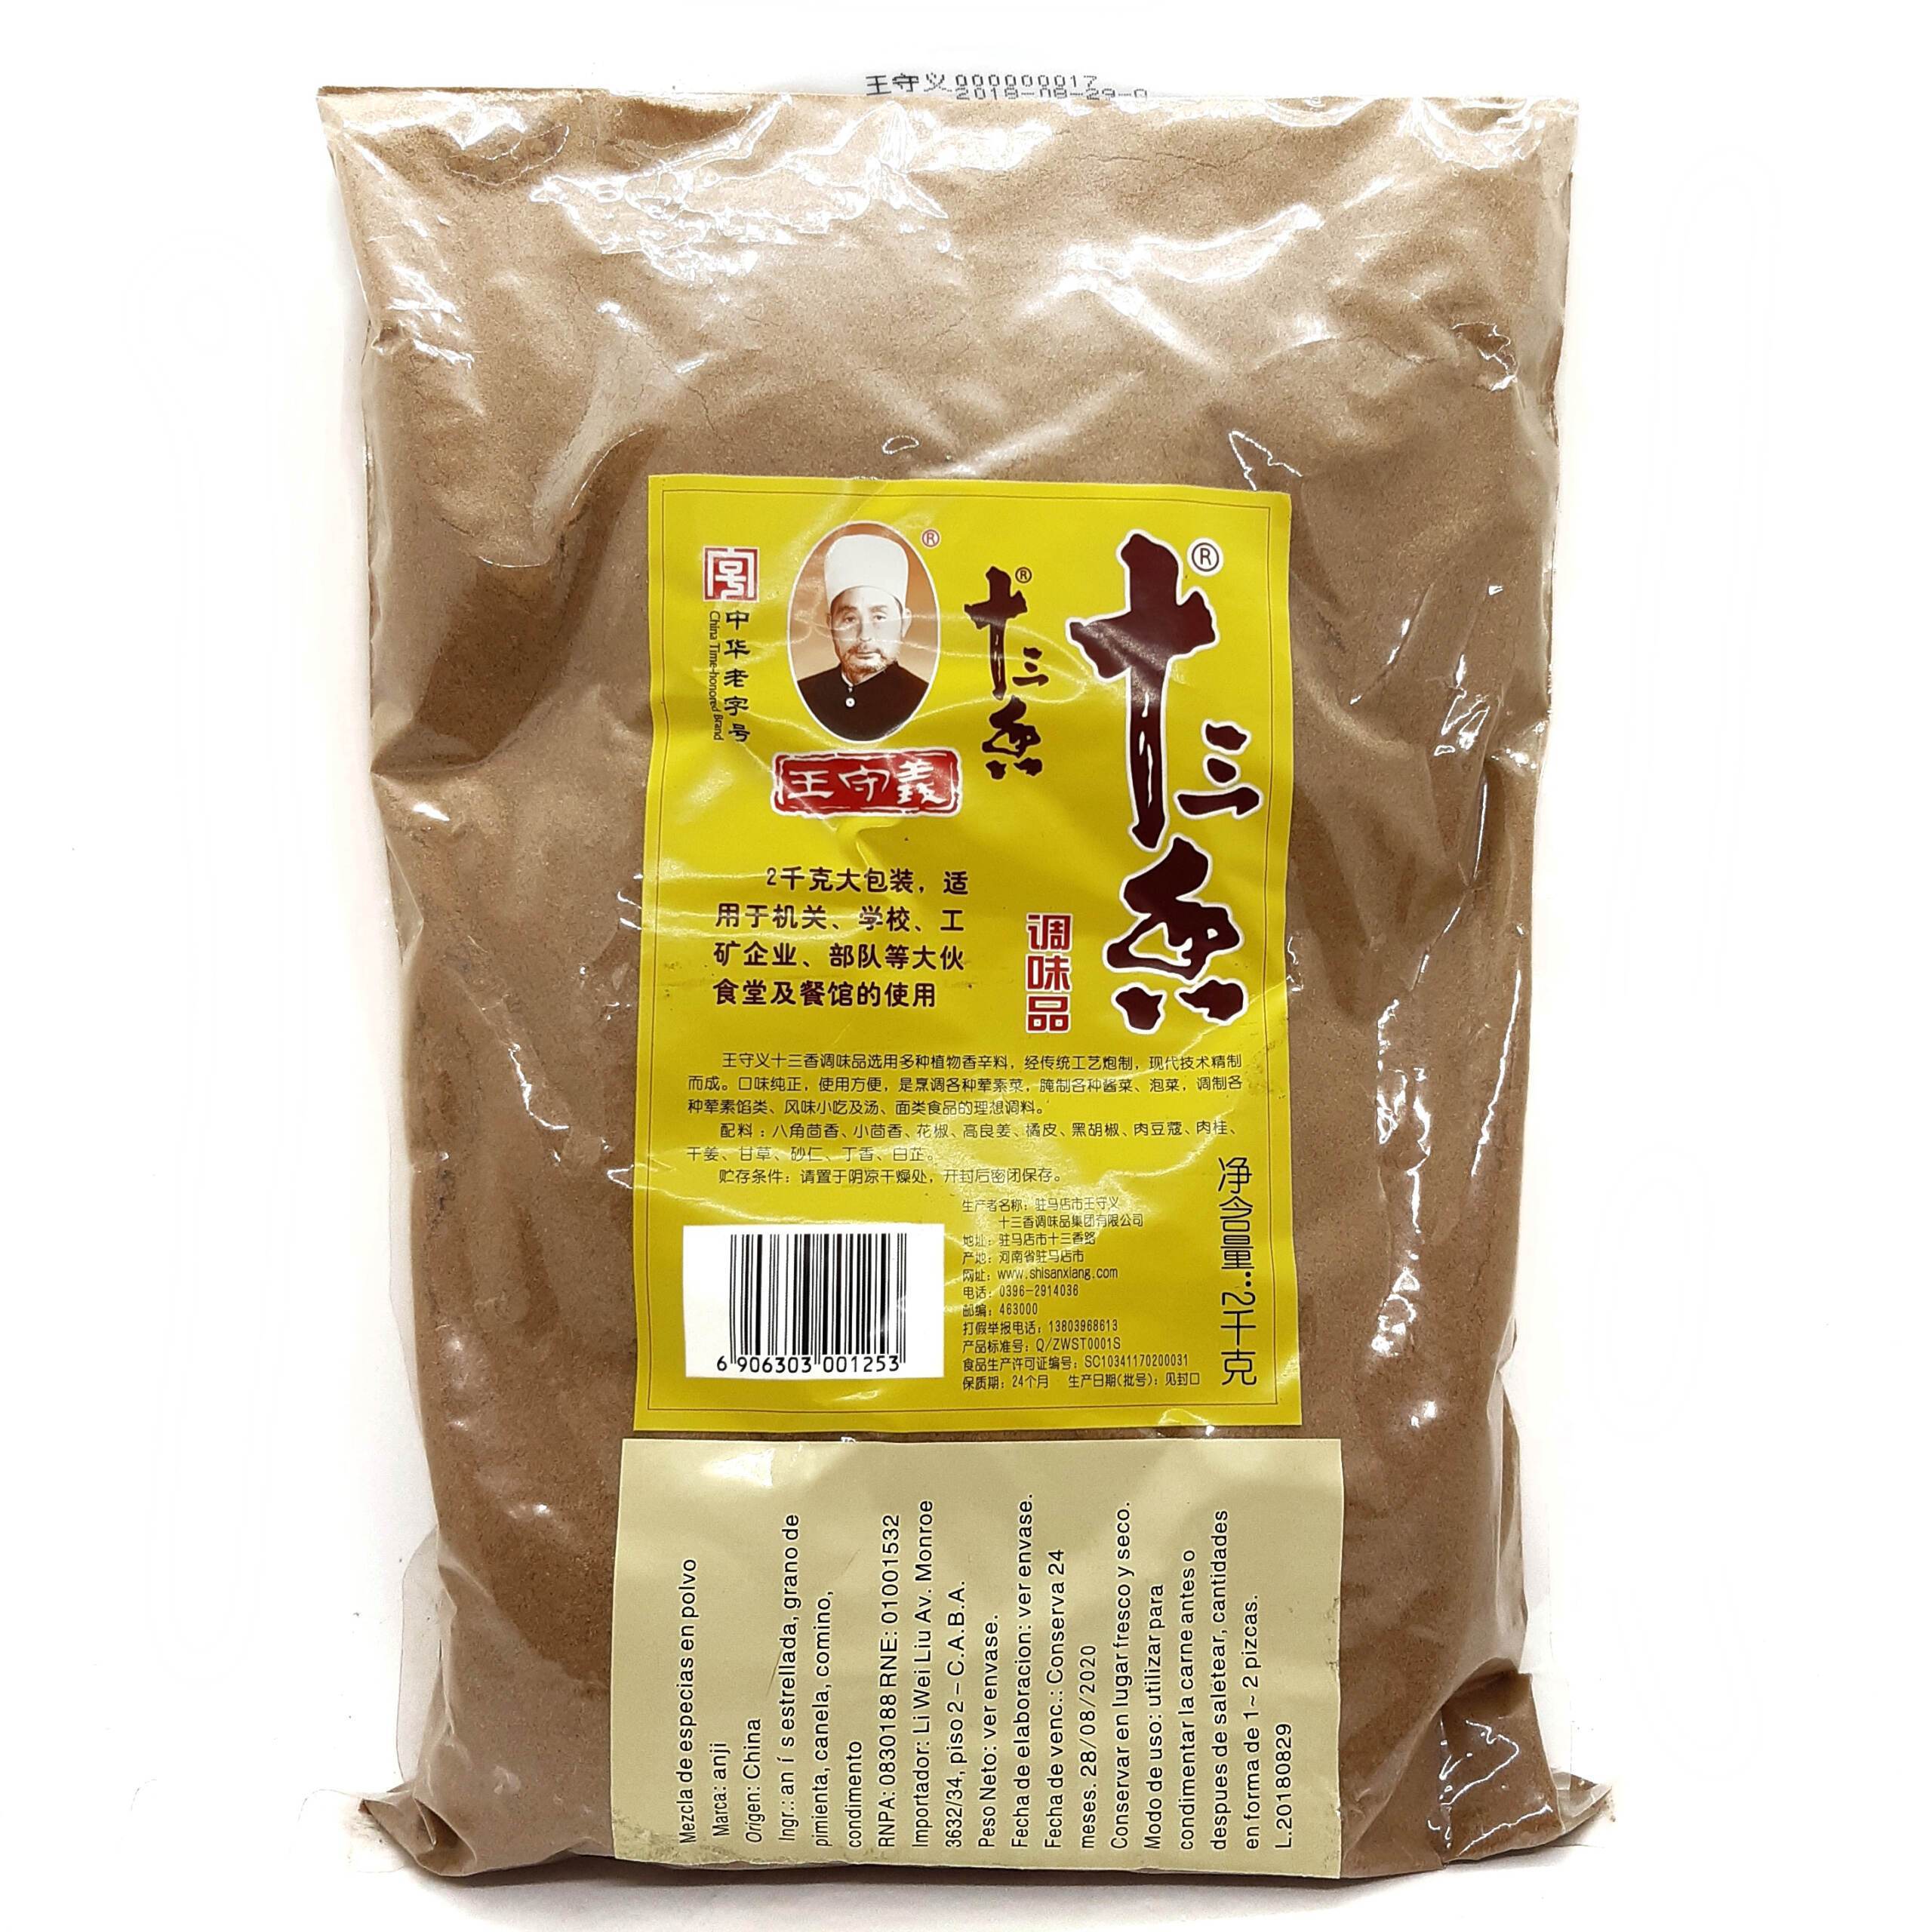 王守义 000000017
2018-08-29-0
字号
中华老字号
China Time-honored Brand
®
王守義
十三香®
十三香®
调味品
2千克大包装，适
用于机关、学校、工
矿企业、部队等大伙
食堂及餐馆的使用
王守义十三香调味品选用多种植物香辛料，经传统工艺炮制，现代技术精制
而成。口味纯正，使用方便，是烹调各种荤素菜，腌制各种酱菜、泡菜，调制各
种荤素馅类、风味小吃及汤、面类食品的理想调料。
配料：八角茴香、小茴香、花椒、高良姜、橘皮、黑胡椒、肉豆蔻、肉桂、
干姜、甘草、砂仁、丁香、白芷。
贮存条件：请置于阴凉干燥处，开封后密闭保存。
生产者名称：驻马店市王守义
十三香调味品集团有限公司
地址：驻马店市十三香路
产地：河南省驻马店市
网址：www.shisanxiang.com
电话：0396-2914036
邮编：463000
打假举报电话：13803968613
产品标准号：Q/ZWST0001S
食品生产许可证编号：SC10341170200031
保质期：24个月 生产日期(批号)：见封口
净含量：2千克
6 906303 001253
Mezcla de especias en polvo
Marca: anji
Origen: China
Ingr.: an í s estrellada, grano de
pimienta, canela, comino,
condimento
RNPA: 0830188 RNE: 01001532
Importador: Li Wei Liu Av. Monroe
3632/34, piso 2 – C.A.B.A.
Peso Neto: ver envase.
Fecha de elaboracion: ver envase.
Fecha de venc.: Conserva 24
meses. 28/08/2020
Conservar en lugar fresco y seco.
Modo de uso: utilizar para
condimentar la carne antes o
despues de saletear, cantidades
en forma de 1~ 2 pizcas.
L.20180829